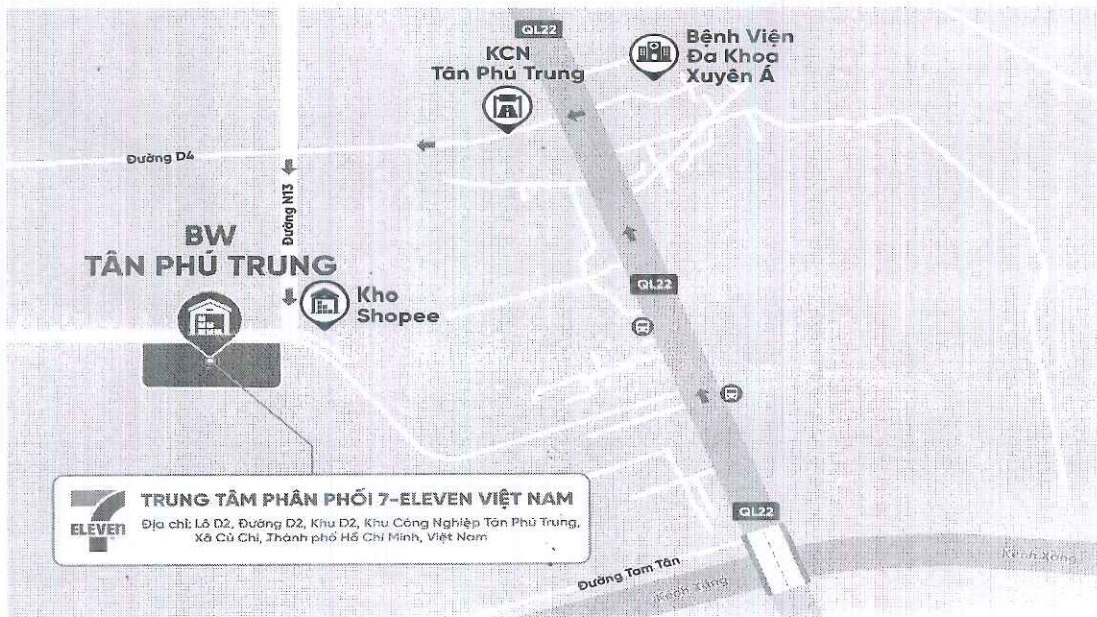 QL22
KCN
Tân Phú Trung
Bệnh Viện
Đa Khoa
Xuyên Á
Đường D4
Đường N13
BW
TÂN PHÚ TRUNG
Kho
Shopee
QL22
7
ELEVEN
TRUNG TÂM PHÂN PHỐI 7-ELEVEN VIỆT NAM
Địa chỉ: Lô D2, Đường D2, Khu D2, Khu Công Nghiệp Tân Phú Trung,
Xã Củ Chi, Thành phố Hồ Chí Minh, Việt Nam
QL22
Đường Tam Tân
Kênh Xáng
Kênh Xáng